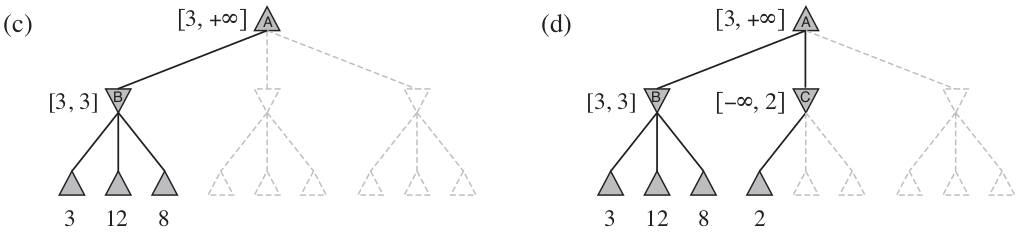 (c) [3, +∞] A
[3, 3] B
3 12 8
(d) [3, +∞] A
[3, 3] B [−∞, 2] C
3 12 8 2